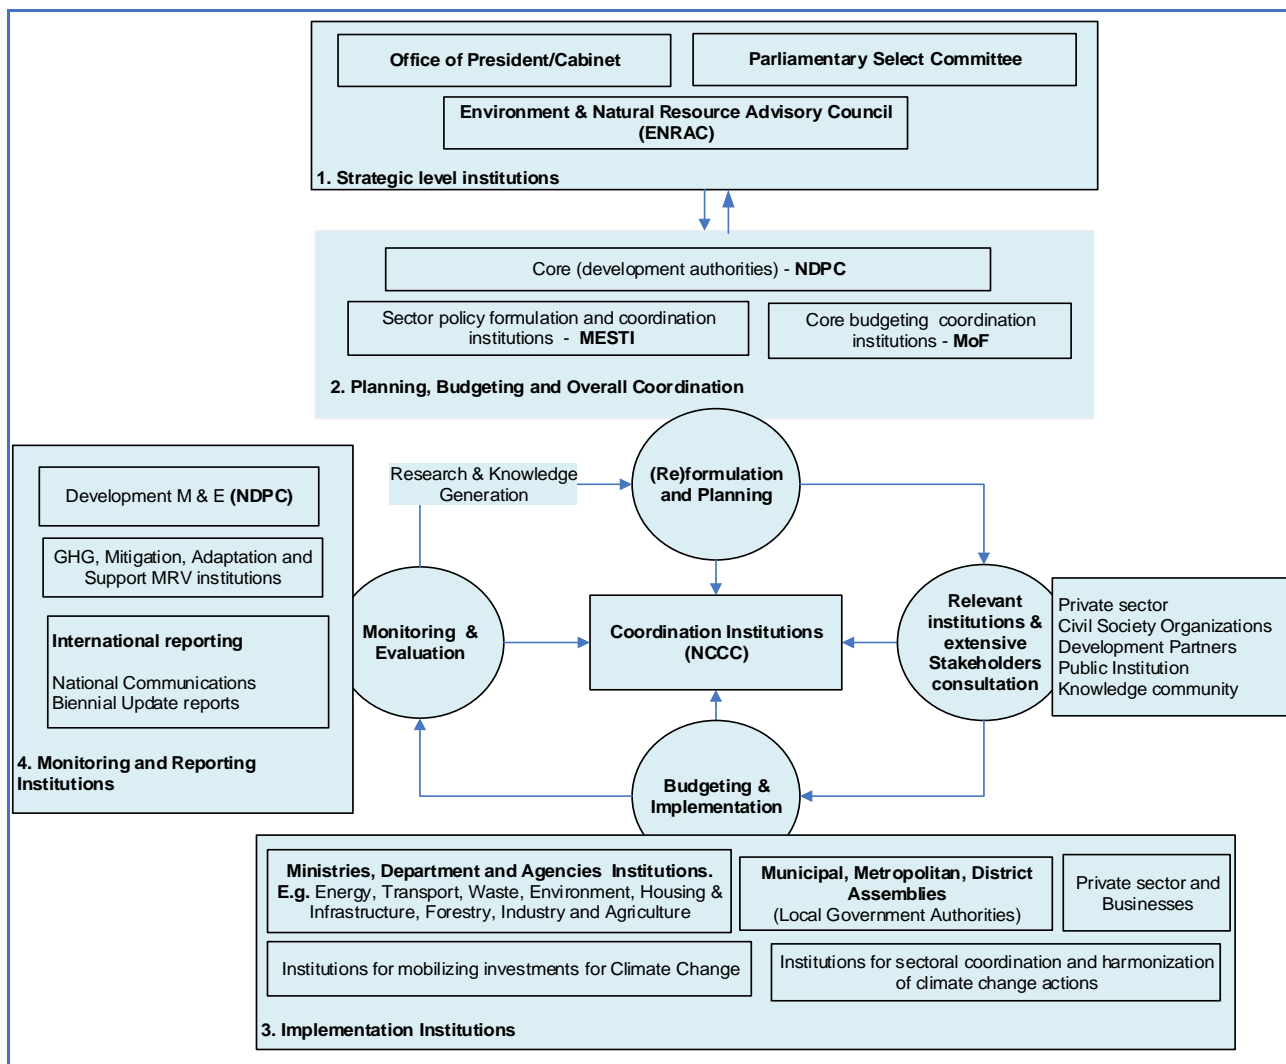 Office of President/Cabinet
Parliamentary Select Committee
Environment & Natural Resource Advisory Council
(ENRAC)
1. Strategic level institutions
Core (development authorities) - NDPC
Sector policy formulation and coordination
institutions - MESTI
Core budgeting coordination
institutions - MoF
2. Planning, Budgeting and Overall Coordination
Development M & E (NDPC)
GHG, Mitigation, Adaptation and
Support MRV institutions
International reporting
National Communications
Biennial Update reports
4. Monitoring and Reporting
Institutions
Research & Knowledge
Generation
(Re)formulation
and Planning
Monitoring &
Evaluation
Coordination Institutions
(NCCC)
Relevant
institutions &
extensive
Stakeholders
consultation
Private sector
Civil Society Organizations
Development Partners
Public Institution
Knowledge community
Budgeting &
Implementation
Ministries, Department and Agencies Institutions.
E.g. Energy, Transport, Waste, Environment, Housing &
Infrastructure, Forestry, Industry and Agriculture
Municipal, Metropolitan, District
Assemblies
(Local Government Authorities)
Private sector and
Businesses
Institutions for mobilizing investments for Climate Change
Institutions for sectoral coordination and harmonization
of climate change actions
3. Implementation Institutions